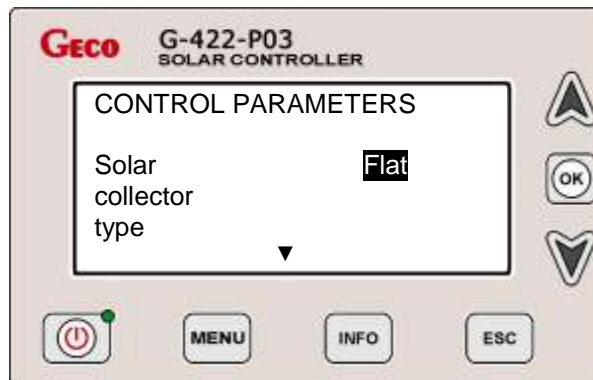 GECO G-422-P03
SOLAR CONTROLLER
CONTROL PARAMETERS
Solar Flat
collector
type
▼
OK
MENU INFO ESC